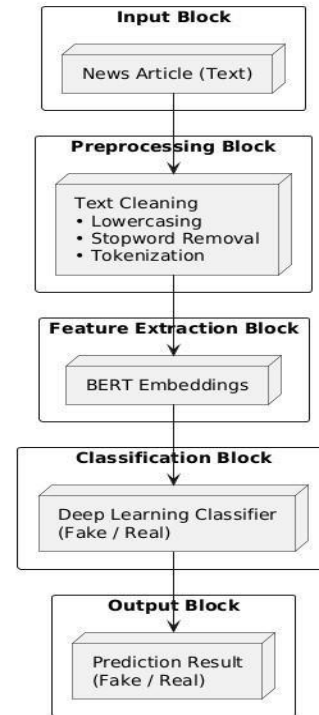 Input Block
News Article (Text)
Preprocessing Block
Text Cleaning
• Lowercasing
• Stopword Removal
• Tokenization
Feature Extraction Block
BERT Embeddings
Classification Block
Deep Learning Classifier
(Fake / Real)
Output Block
Prediction Result
(Fake / Real)